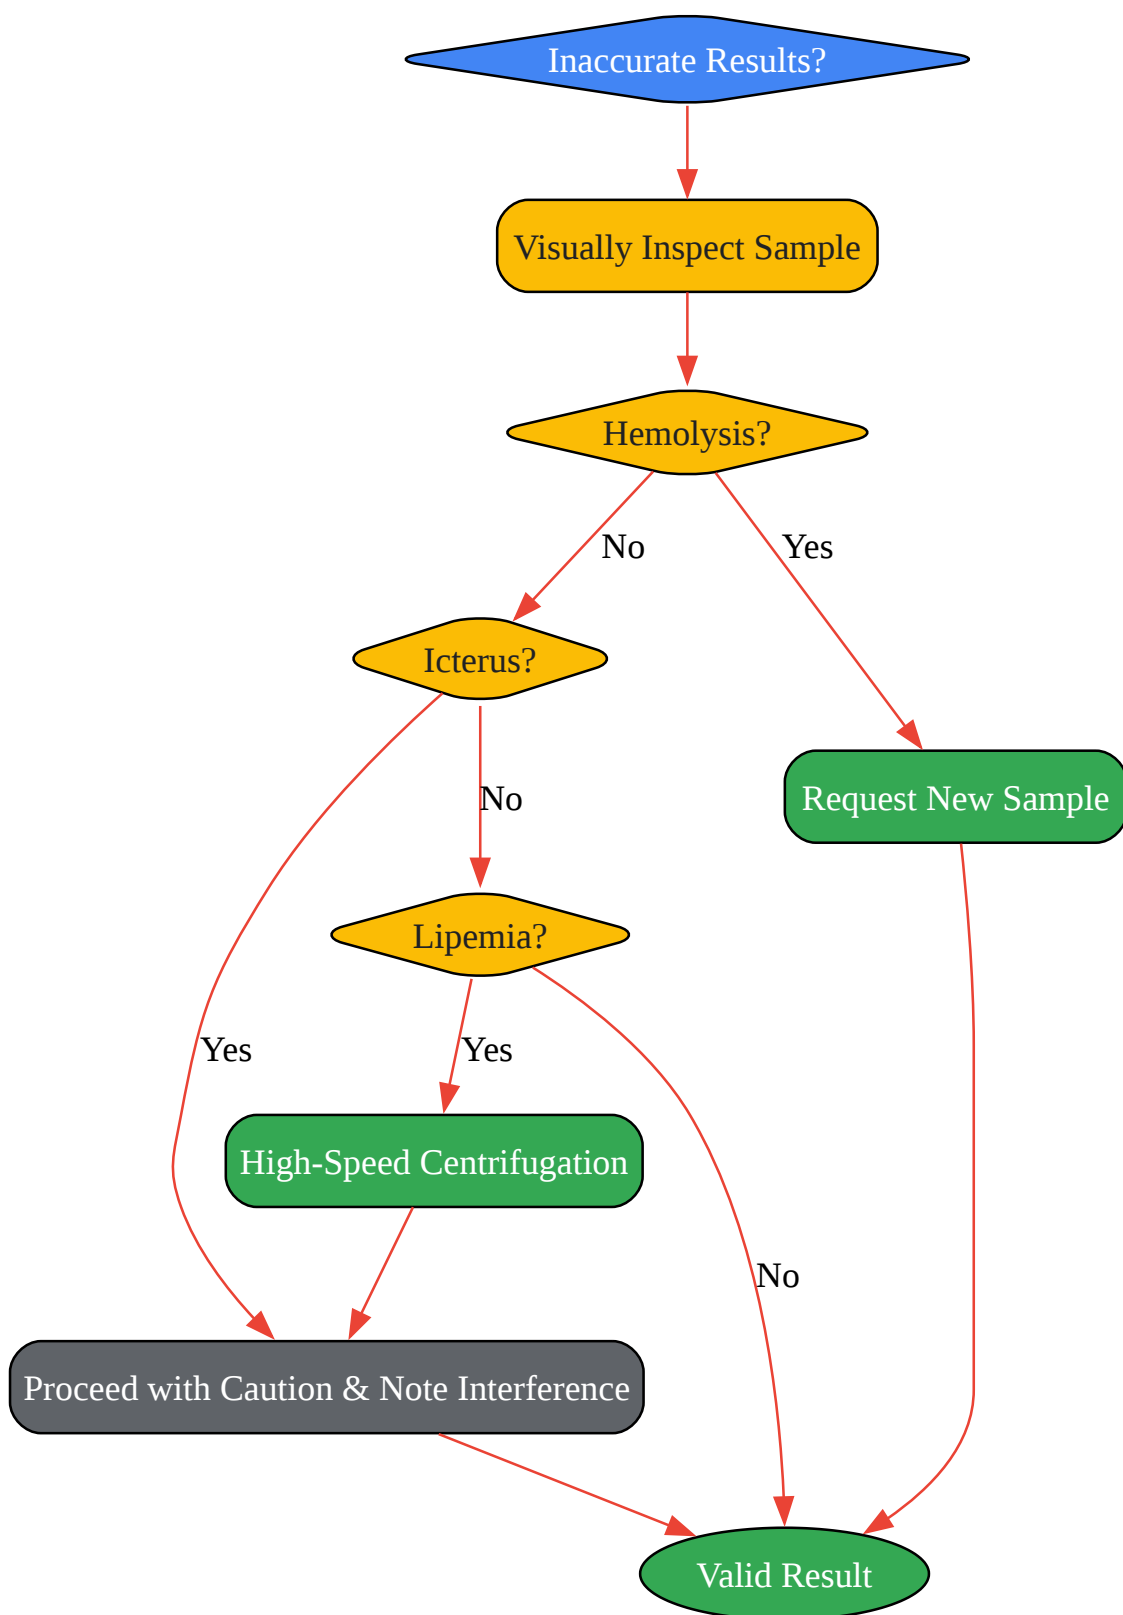 Inaccurate Results?
Visually Inspect Sample
Hemolysis?
No
Yes
Icterus?
No
Request New Sample
Lipemia?
Yes
Yes
High-Speed Centrifugation
No
Proceed with Caution & Note Interference
Valid Result